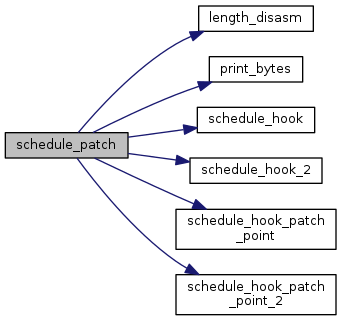 length_disasm
print_bytes
schedule_hook
schedule_patch
schedule_hook_2
schedule_hook_patch
_point
schedule_hook_patch
_point_2